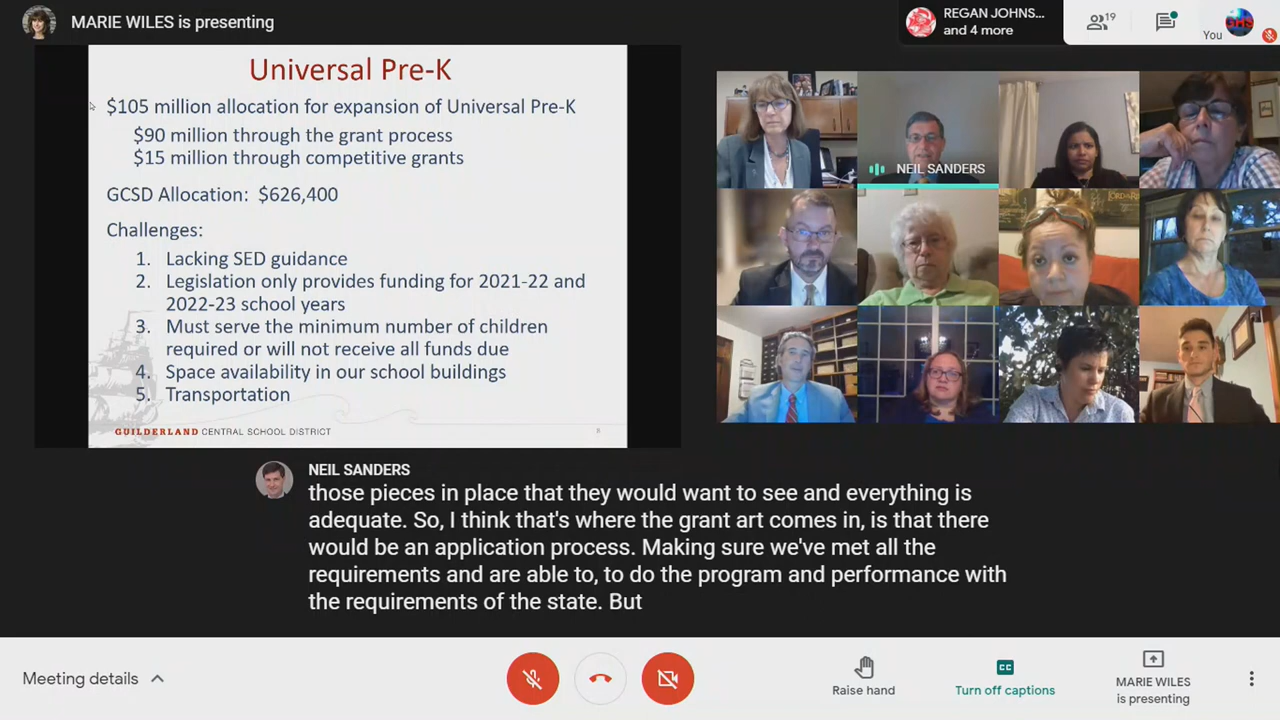 MARIE WILES is presenting
REGAN JOHNS...
and 4 more
19
You
GHS
Universal Pre-K
$105 million allocation for expansion of Universal Pre-K
$90 million through the grant process
$15 million through competitive grants
GCSD Allocation: $626,400
Challenges:
1. Lacking SED guidance
2. Legislation only provides funding for 2021-22 and
2022-23 school years
3. Must serve the minimum number of children
required or will not receive all funds due
4. Space availability in our school buildings
5. Transportation
GUILDERLAND CENTRAL SCHOOL DISTRICT
NEIL SANDERS
NEIL SANDERS
those pieces in place that they would want to see and everything is
adequate. So, I think that's where the grant art comes in, is that there
would be an application process. Making sure we've met all the
requirements and are able to, to do the program and performance with
the requirements of the state. But
Meeting details
Raise hand
CC
Turn off captions
MARIE WILES
is presenting